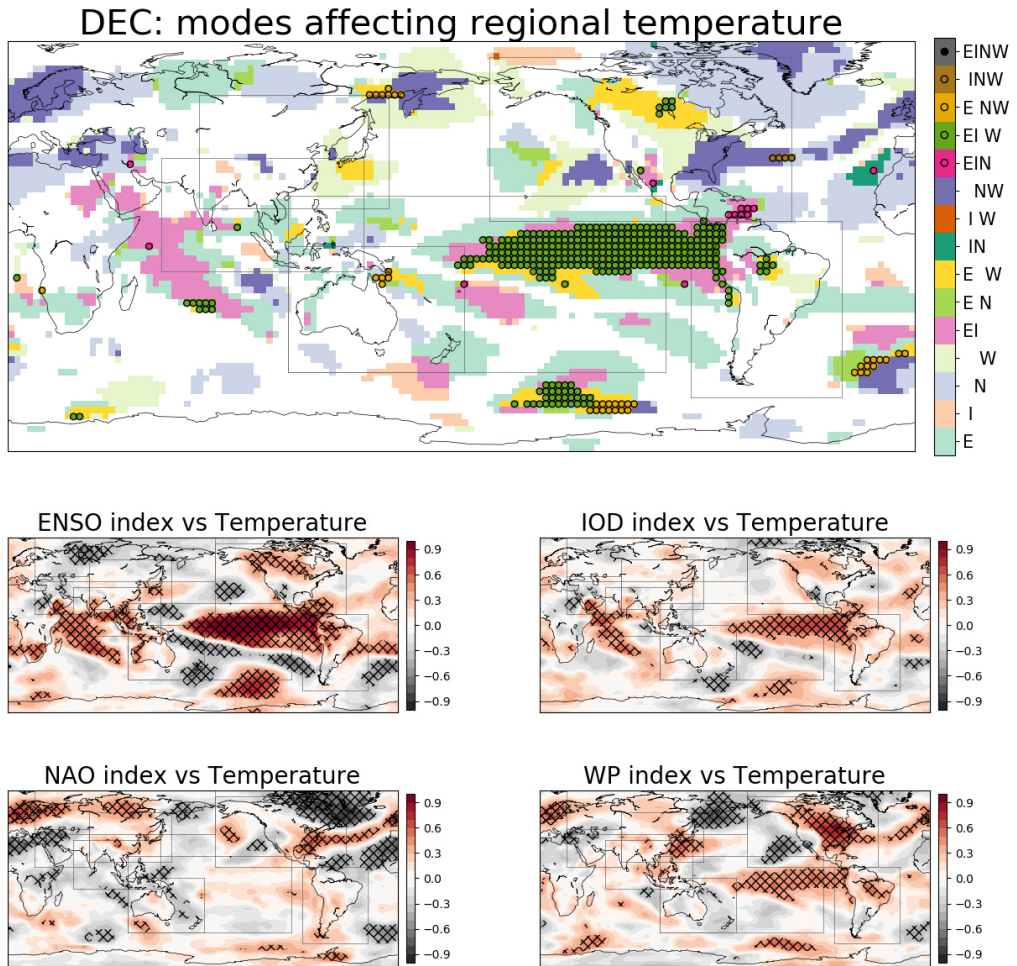 DEC: modes affecting regional temperature
EINW
INW
E NW
EI W
EIN
NW
I W
IN
E W
E N
EI
W
N
I
E
ENSO index vs Temperature
0.9
0.6
0.3
0.0
−0.3
−0.6
−0.9
IOD index vs Temperature
0.9
0.6
0.3
0.0
−0.3
−0.6
−0.9
NAO index vs Temperature
0.9
0.6
0.3
0.0
−0.3
−0.6
−0.9
WP index vs Temperature
0.9
0.6
0.3
0.0
−0.3
−0.6
−0.9